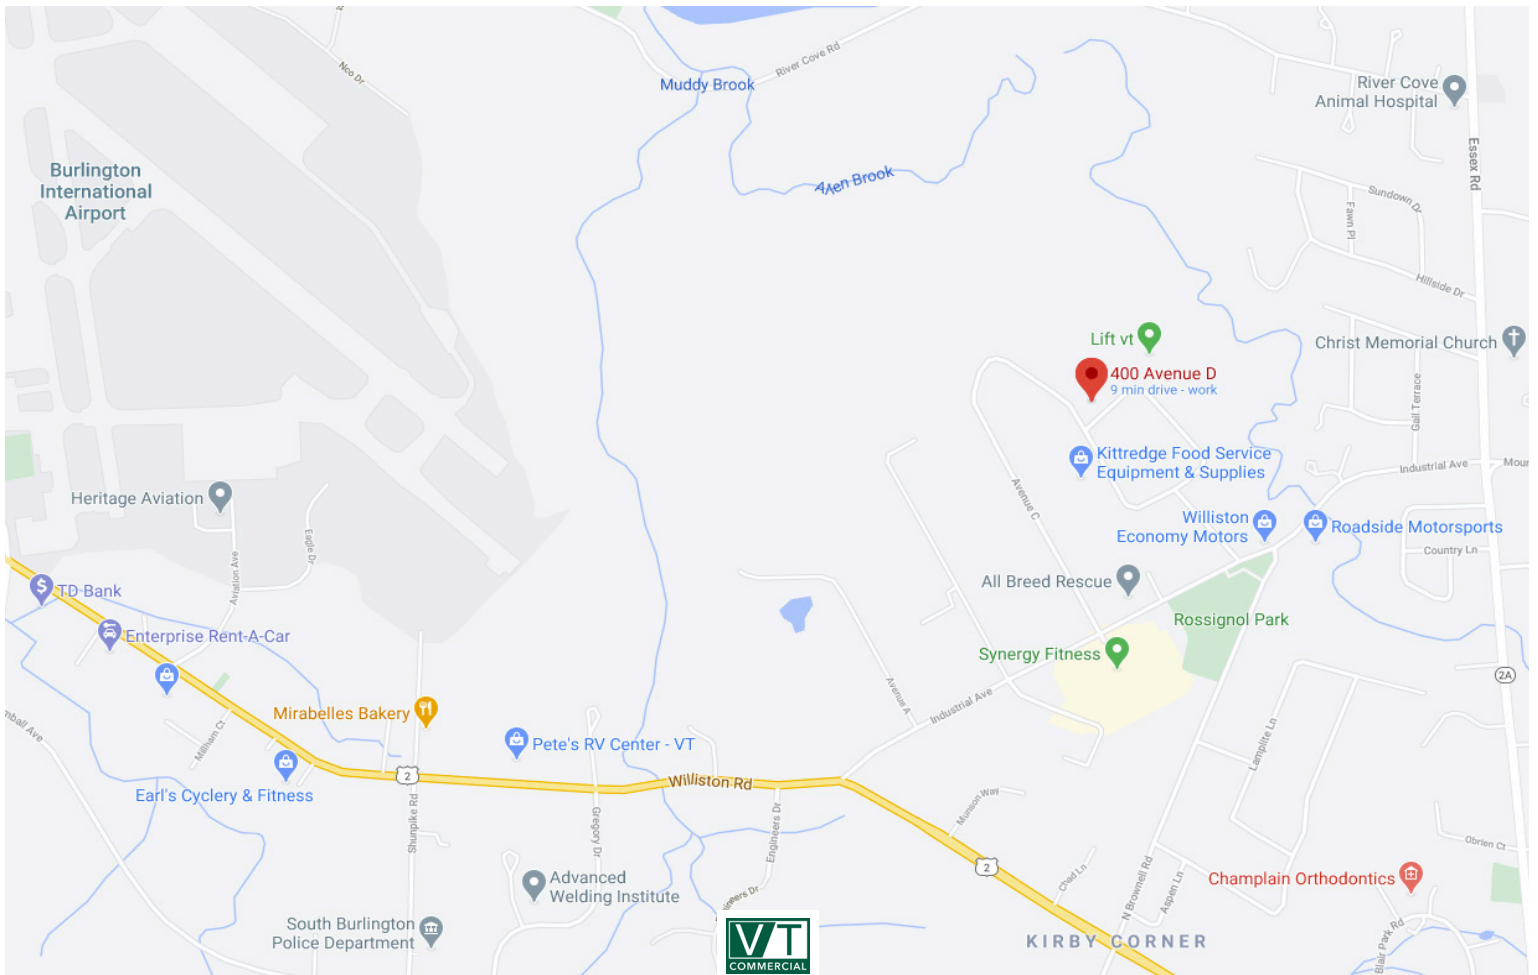 Nco Dr
Muddy Brook
River Cove Rd
River Cove
Animal Hospital
Essex Rd
Burlington
International
Airport
Allen Brook
Sundown Dr
Fawn Pl
Hillside Dr
Lift vt
Christ Memorial Church
400 Avenue D
9 min drive - work
Gail Terrace
Kittredge Food Service
Equipment & Supplies
Industrial Ave
Heritage Aviation
Avenue C
Williston
Economy Motors
Roadside Motorsports
Eagle Dr
Country Ln
Aviation Ave
TD Bank
All Breed Rescue
Rossignol Park
Enterprise Rent-A-Car
Synergy Fitness
2A
Avenue A
Industrial Ave
Mirabelles Bakery
Millham Ct
Pete's RV Center - VT
Lamplite Ln
2
Williston Rd
Earl's Cyclery & Fitness
Shunpike Rd
Gregory Dr
Engineers Dr
Munson Way
Obrien Ct
2
Advanced
Welding Institute
Chad Ln
N Brownell Rd
Aspen Ln
Champlain Orthodontics
South Burlington
Police Department
VT
COMMERCIAL
KIRBY CORNER
Blair Park Rd